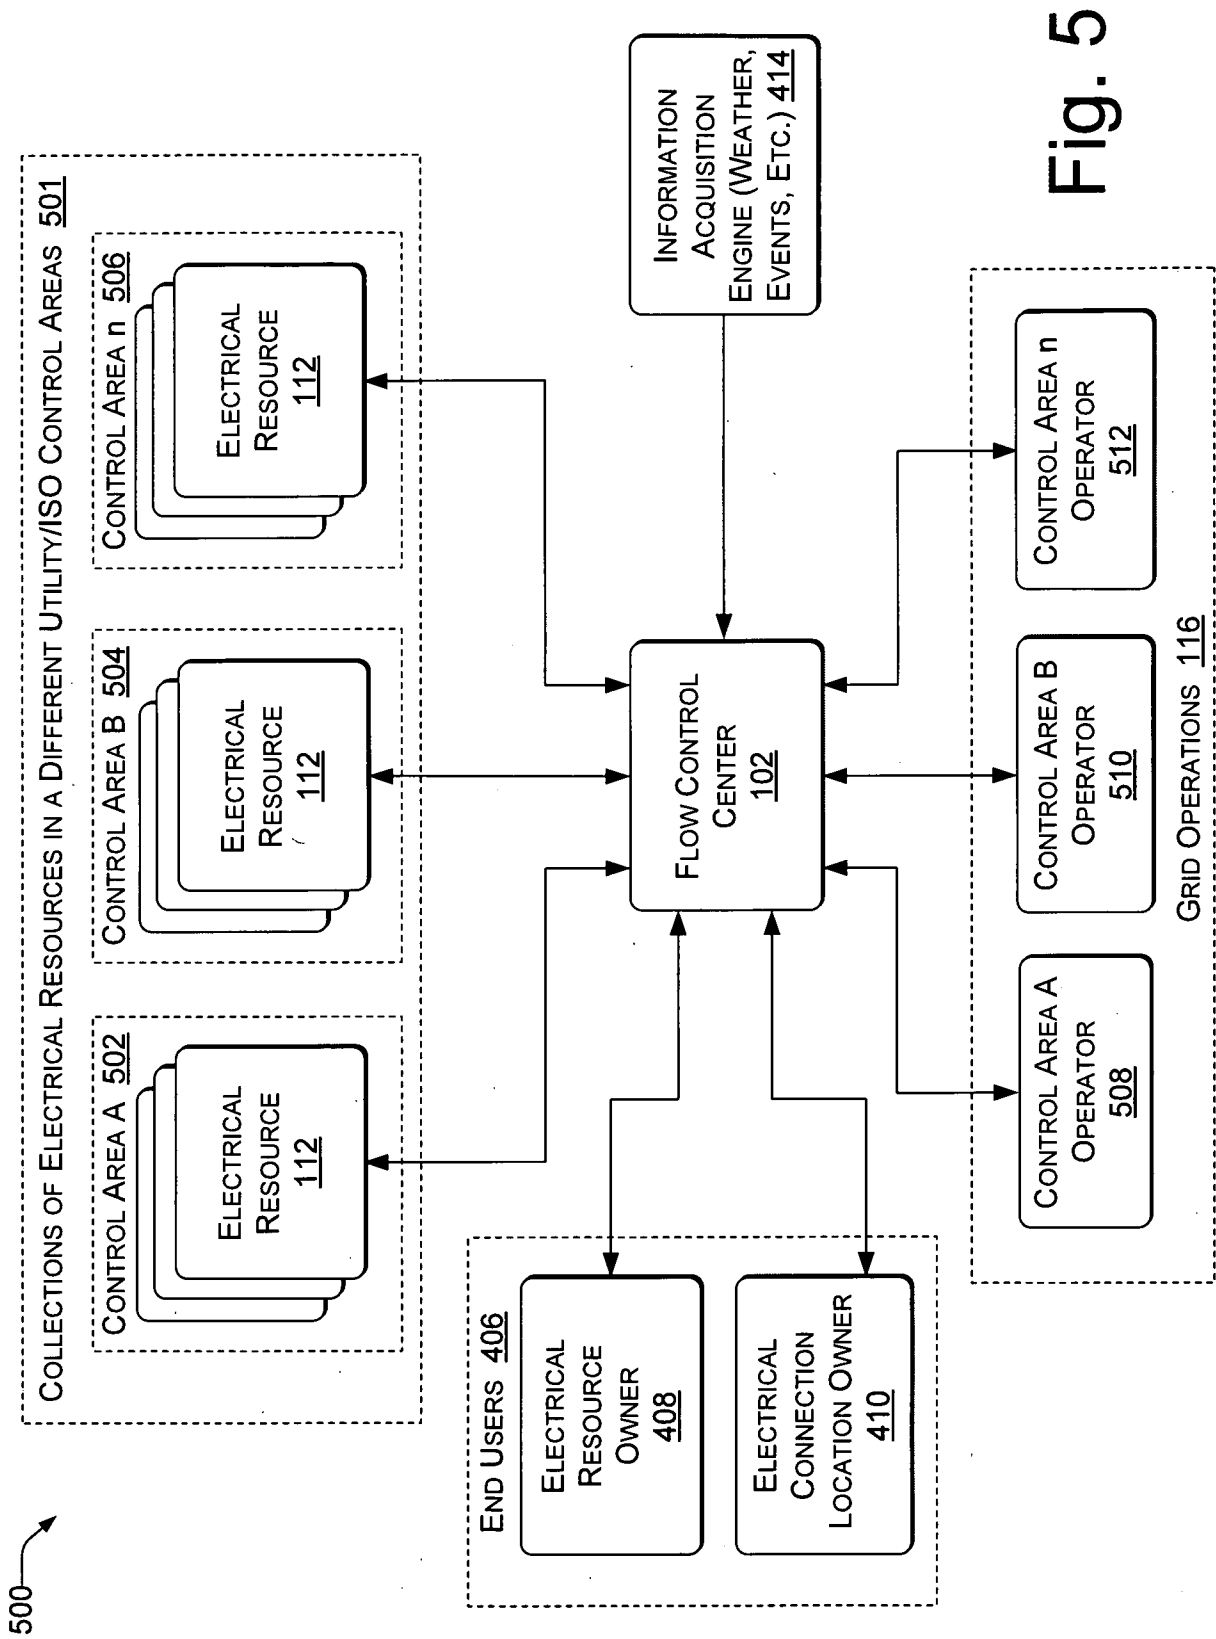 500
COLLECTIONS OF ELECTRICAL RESOURCES IN A DIFFERENT UTILITY/ISO CONTROL AREAS 501
CONTROL AREA A 502
ELECTRICAL
RESOURCE
112
CONTROL AREA B 504
ELECTRICAL
RESOURCE
112
CONTROL AREA n 506
ELECTRICAL
RESOURCE
112
END USERS 406
ELECTRICAL
RESOURCE
OWNER
408
ELECTRICAL
CONNECTION
LOCATION OWNER
410
FLOW CONTROL
CENTER
102
INFORMATION
ACQUISITION
ENGINE (WEATHER,
EVENTS, ETC.) 414
CONTROL AREA A
OPERATOR
508
CONTROL AREA B
OPERATOR
510
CONTROL AREA n
OPERATOR
512
GRID OPERATIONS 116
Fig. 5